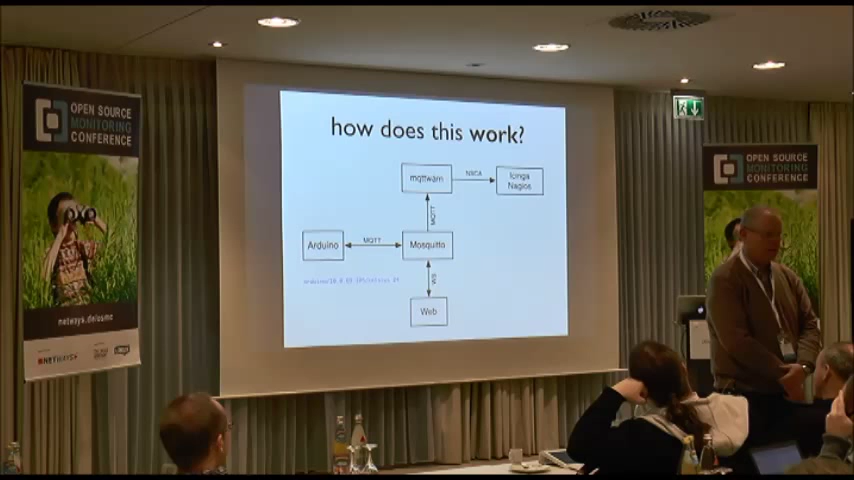 OPEN SOURCE
MONITORING
CONFERENCE
netways.de/osmc
NETWAYS
how does this work?
mqttwarn
NSCA
Icinga
Nagios
MQTT
Arduino
MQTT
Mosquitto
WS
Web
OPEN SOURCE
MONITORING
CONFERENCE